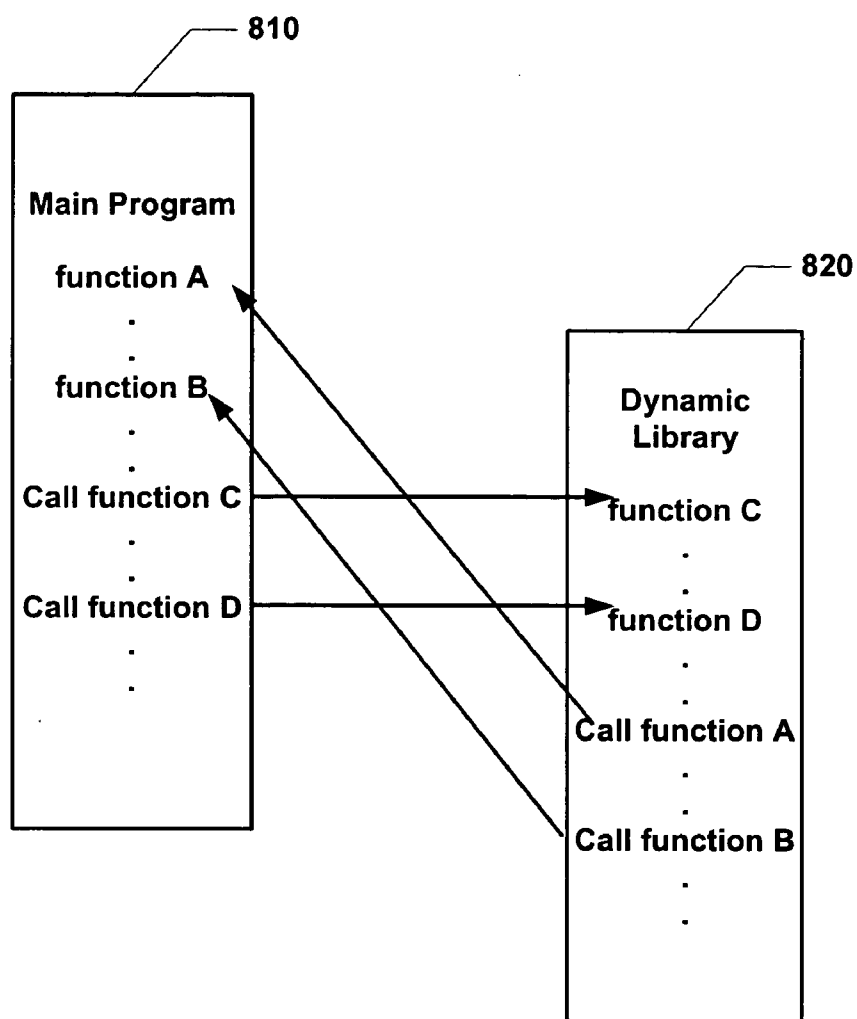 810
Main Program
function A
.
.
function B
.
.
Call function C
.
.
Call function D
.
.
820
Dynamic
Library
function C
.
.
function D
.
.
Call function A
.
.
Call function B
.
.